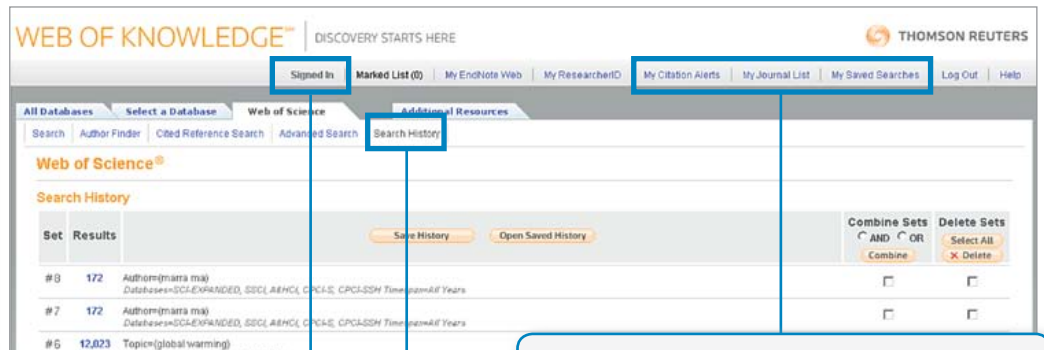 WEB OF KNOWLEDGE℠ DISCOVERY STARTS HERE THOMSON REUTERS
Signed In Marked List (0) My EndNote Web My ResearcherID My Citation Alerts My Journal List My Saved Searches Log Out Help
All Databases Select a Database Web of Science Additional Resources
Search Author Finder Cited Reference Search Advanced Search Search History
Web of Science®
Search History
Set Results Save History Open Saved History Combine Sets Delete Sets
AND OR Select All
Combine × Delete
#8 172 Author=(marra ma)
Databases=SCI-EXPANDED, SSCI, A&HCI, CPCI-S, CPCI-SSH Timespan=All Years
#7 172 Author=(marra ma)
Databases=SCI-EXPANDED, SSCI, A&HCI, CPCI-S, CPCI-SSH Timespan=All Years
#6 12,023 Topic=(global warming)